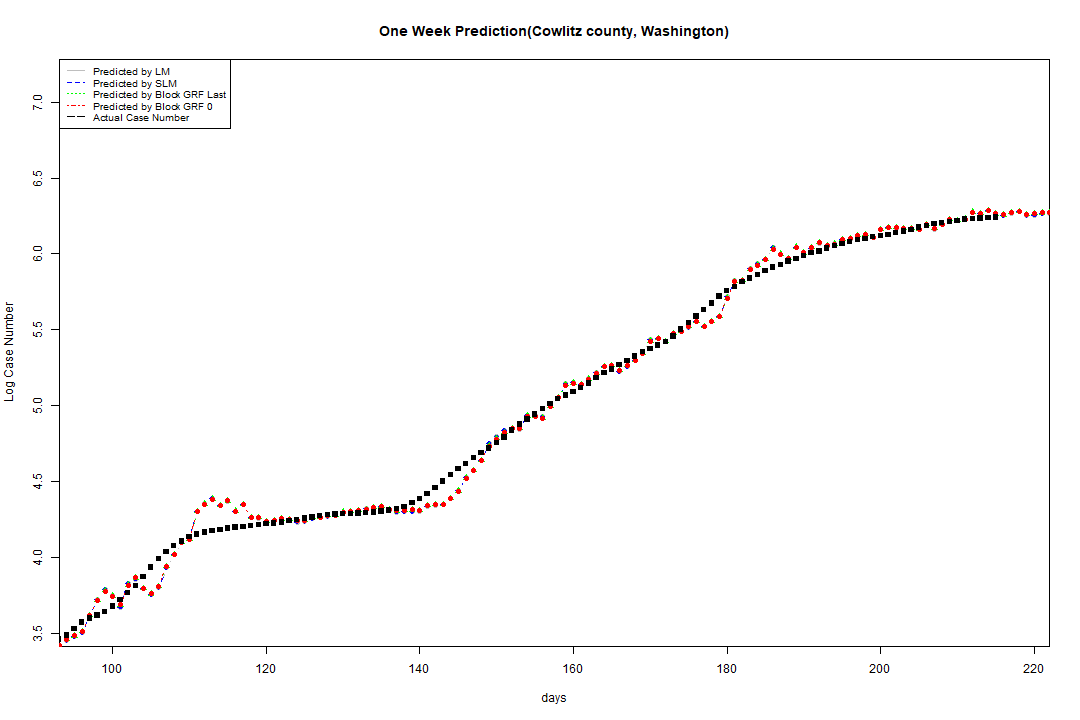 One Week Prediction(Cowlitz county, Washington)
Predicted by LM
Predicted by SLM
Predicted by Block GRF Last
Predicted by Block GRF 0
Actual Case Number
7.0
6.5
6.0
5.5
5.0
4.5
4.0
3.5
Log Case Number
100 120 140 160 180 200 220
days